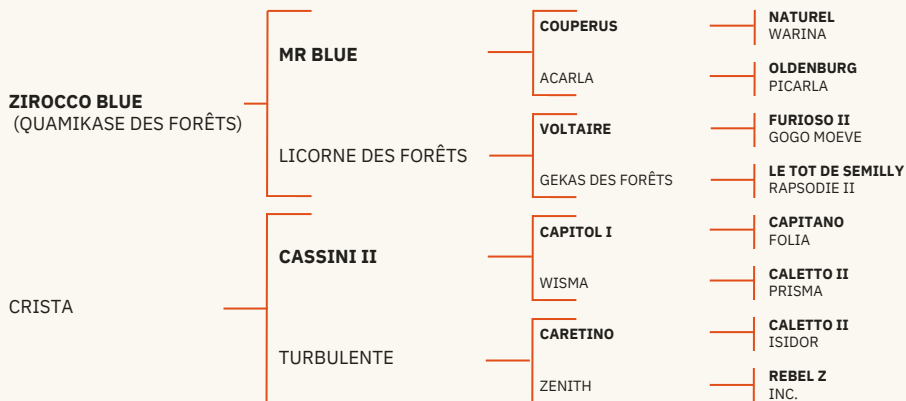 ZIROCCO BLUE
(QUAMIKASE DES FORÊTS)
CRISTA
MR BLUE
LICORNE DES FORÊTS
CASSINI II
TURBULENTE
COUPERUS
ACARLA
VOLTAIRE
GEKAS DES FORÊTS
CAPITOL I
WISMA
CARETINO
ZENITH
NATUREL
WARINA
OLDENBURG
PICARLA
FURIOSO II
GOGO MOEVE
LE TOT DE SEMILLY
RAPSODIE II
CAPITANO
FOLIA
CALETTO II
PRISMA
CALETTO II
ISIDOR
REBEL Z
INC.